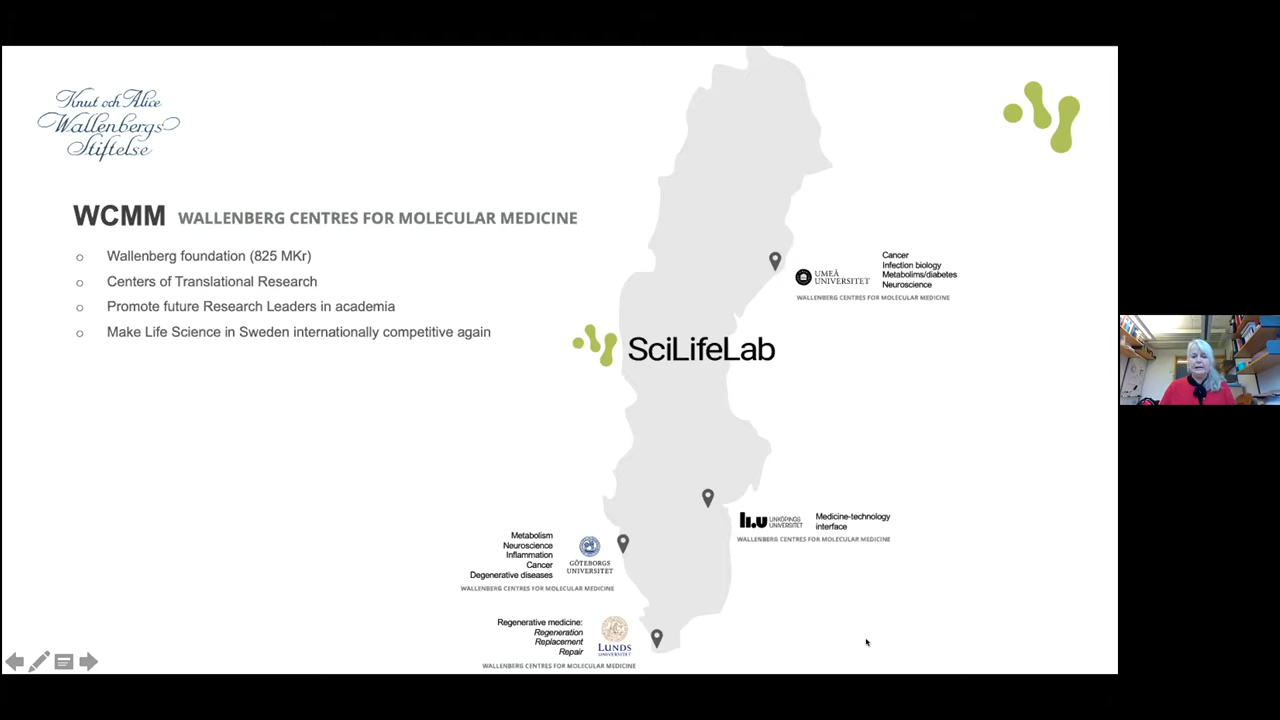 Knut och Alice
Wallenbergs
Stiftelse
WCMM WALLENBERG CENTRES FOR MOLECULAR MEDICINE
Wallenberg foundation (825 MKr)
Centers of Translational Research
Promote future Research Leaders in academia
Make Life Science in Sweden internationally competitive again
UMEÅ
UNIVERSITET
Cancer
Infection biology
Metabolims/diabetes
Neuroscience
WALLENBERG CENTRES FOR MOLECULAR MEDICINE
SciLifeLab
LINKÖPINGS
UNIVERSITET
Medicine-technology
interface
WALLENBERG CENTRES FOR MOLECULAR MEDICINE
Metabolism
Neuroscience
Inflammation
Cancer
Degenerative diseases
GÖTEBORGS
UNIVERSITET
WALLENBERG CENTRES FOR MOLECULAR MEDICINE
Regenerative medicine:
Regeneration
Replacement
Repair
LUNDS
UNIVERSITET
WALLENBERG CENTRES FOR MOLECULAR MEDICINE